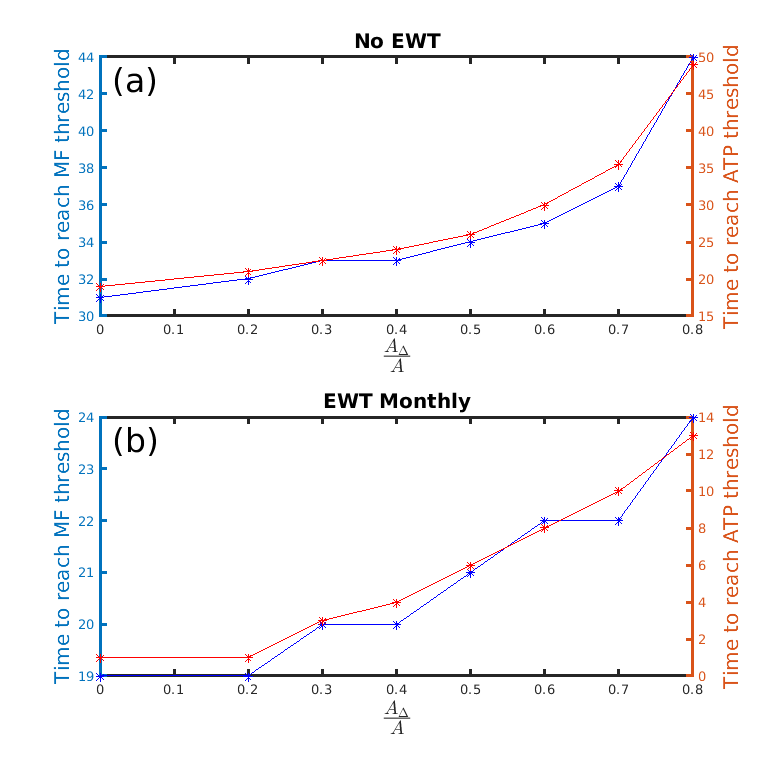 No EWT
(a)
Time to reach MF threshold
44
42
40
38
36
34
32
30
Time to reach ATP threshold
50
45
40
35
30
25
20
15
0 0.1 0.2 0.3 0.4 0.5 0.6 0.7 0.8
A_Δ
A
EWT Monthly
(b)
Time to reach MF threshold
24
23
22
21
20
19
Time to reach ATP threshold
14
12
10
8
6
4
2
0
0 0.1 0.2 0.3 0.4 0.5 0.6 0.7 0.8
A_Δ
A